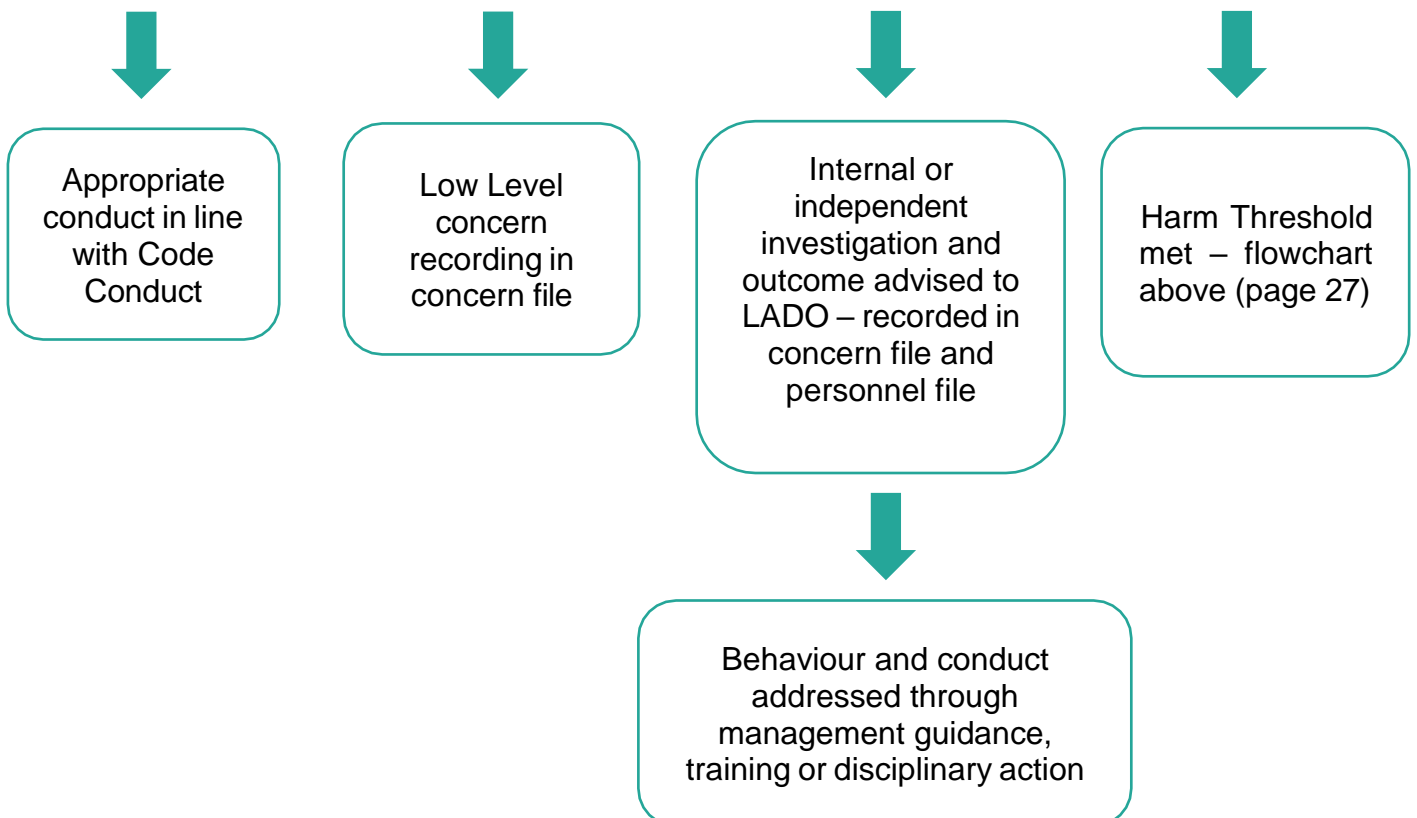 Appropriate
conduct in line
with Code
Conduct
Low Level
concern
recording in
concern file
Internal or
independent
investigation and
outcome advised to
LADO – recorded in
concern file and
personnel file
Harm Threshold
met – flowchart
above (page 27)
Behaviour and conduct
addressed through
management guidance,
training or disciplinary action